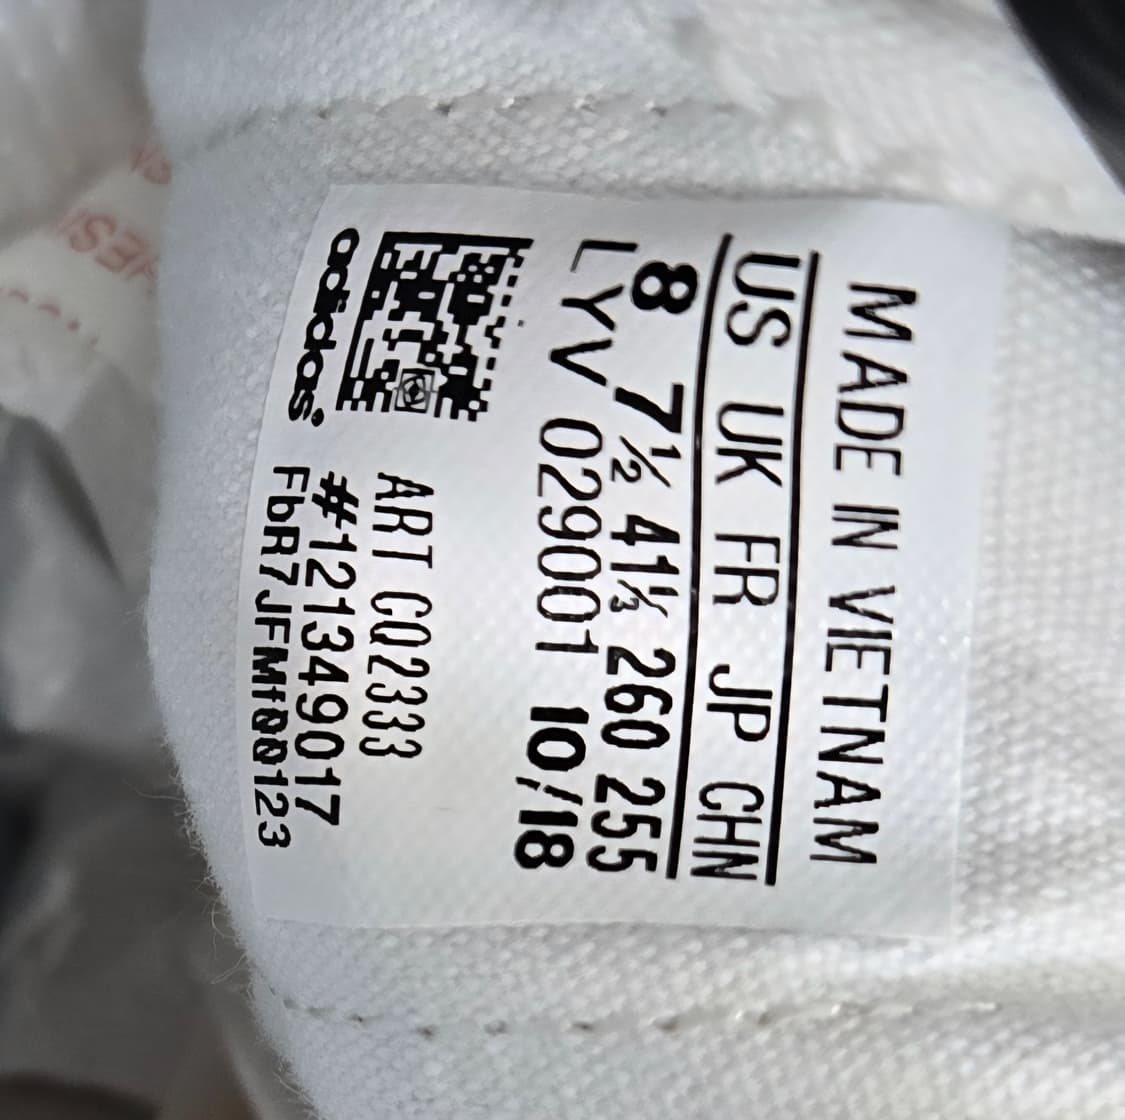 MADE IN VIETNAM
US UK FR JP CHN
8 7½ 41⅓ 260 255
LYV 029001 10/18
ART CQ2333
#121349017
FbR7JFMtQQ123
adidas